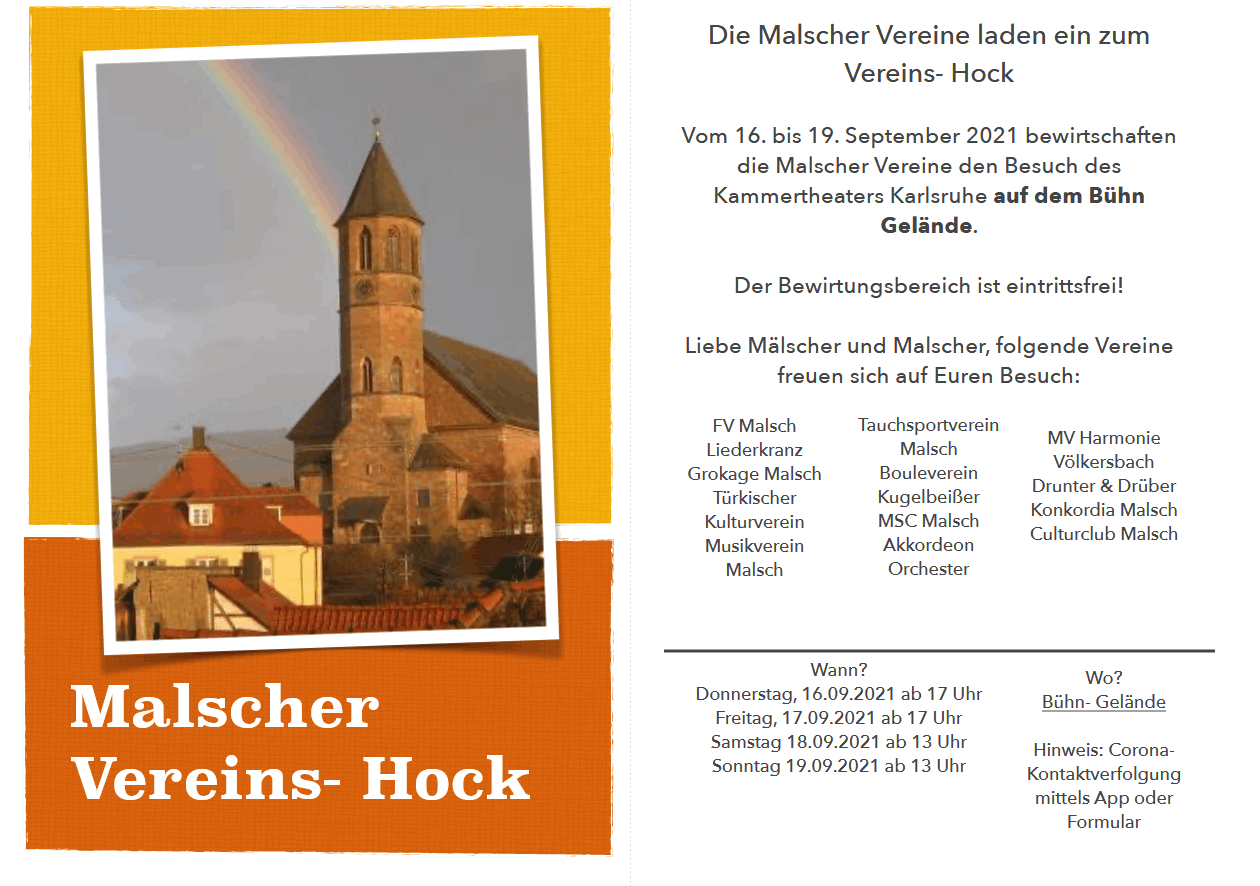 Malscher
Vereins- Hock
Die Malscher Vereine laden ein zum
Vereins- Hock
Vom 16. bis 19. September 2021 bewirtschaften
die Malscher Vereine den Besuch des
Kammertheaters Karlsruhe auf dem Bühn
Gelände.
Der Bewirtungsbereich ist eintrittsfrei!
Liebe Mälscher und Malscher, folgende Vereine
freuen sich auf Euren Besuch:
FV Malsch
Liederkranz
Grokage Malsch
Türkischer
Kulturverein
Musikverein
Malsch
Tauchsportverein
Malsch
Bouleverein
Kugelbeißer
MSC Malsch
Akkordeon
Orchester
MV Harmonie
Völkersbach
Drunter & Drüber
Konkordia Malsch
Culturclub Malsch
Wann?
Donnerstag, 16.09.2021 ab 17 Uhr
Freitag, 17.09.2021 ab 17 Uhr
Samstag 18.09.2021 ab 13 Uhr
Sonntag 19.09.2021 ab 13 Uhr
Wo?
Bühn- Gelände
Hinweis: Corona-
Kontaktverfolgung
mittels App oder
Formular